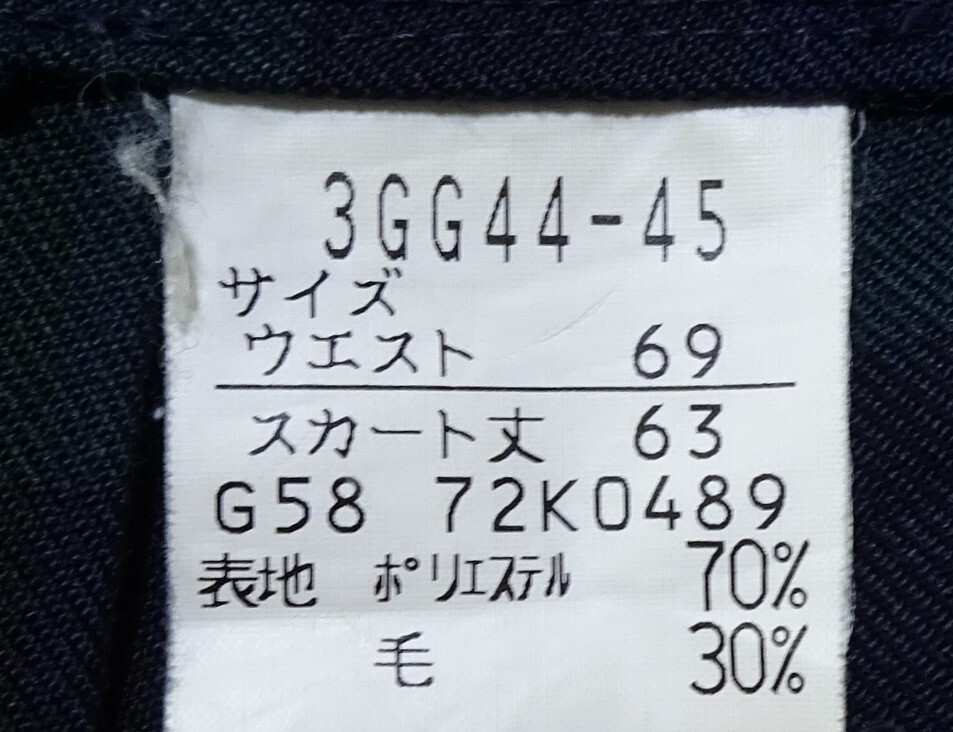 3GG44-45
サイズ
ウエスト 69
スカート丈 63
G58 72K0489
表地 ポリエステル 70%
毛 30%